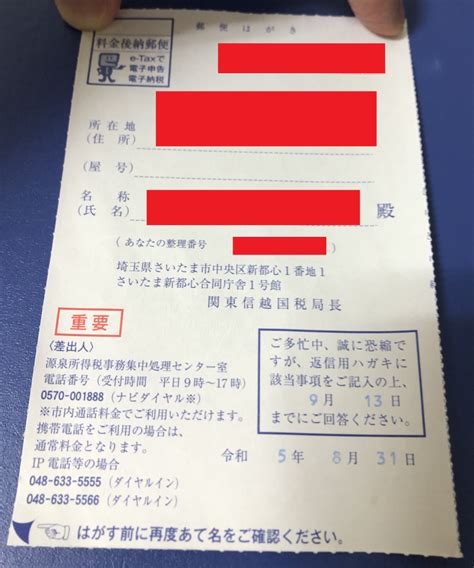 郵便はがき
料金後納郵便
e-Taxで
電子申告
電子納税
所在地
(住所)
(屋号)
名称
(氏名)
殿
(あなたの整理番号
埼玉県さいたま市中央区新都心1番地1
さいたま新都心合同庁舎1号館
関東信越国税局長
重要
〈差出人〉
源泉所得税事務集中処理センター室
電話番号(受付時間 平日9時〜17時)
0570-001888(ナビダイヤル※)
※市内通話料金でご利用いただけます。
携帯電話をご利用の場合は、
通常料金となります。
IP電話等の場合
048-633-5555(ダイヤルイン)
048-633-5566(ダイヤルイン)
ご多忙中、誠に恐縮で
すが、返信用ハガキに
該当事項をご記入の上、
9月13日
までにご回答ください。
令和 5年 8月 31日
はがす前に再度あて名をご確認ください。